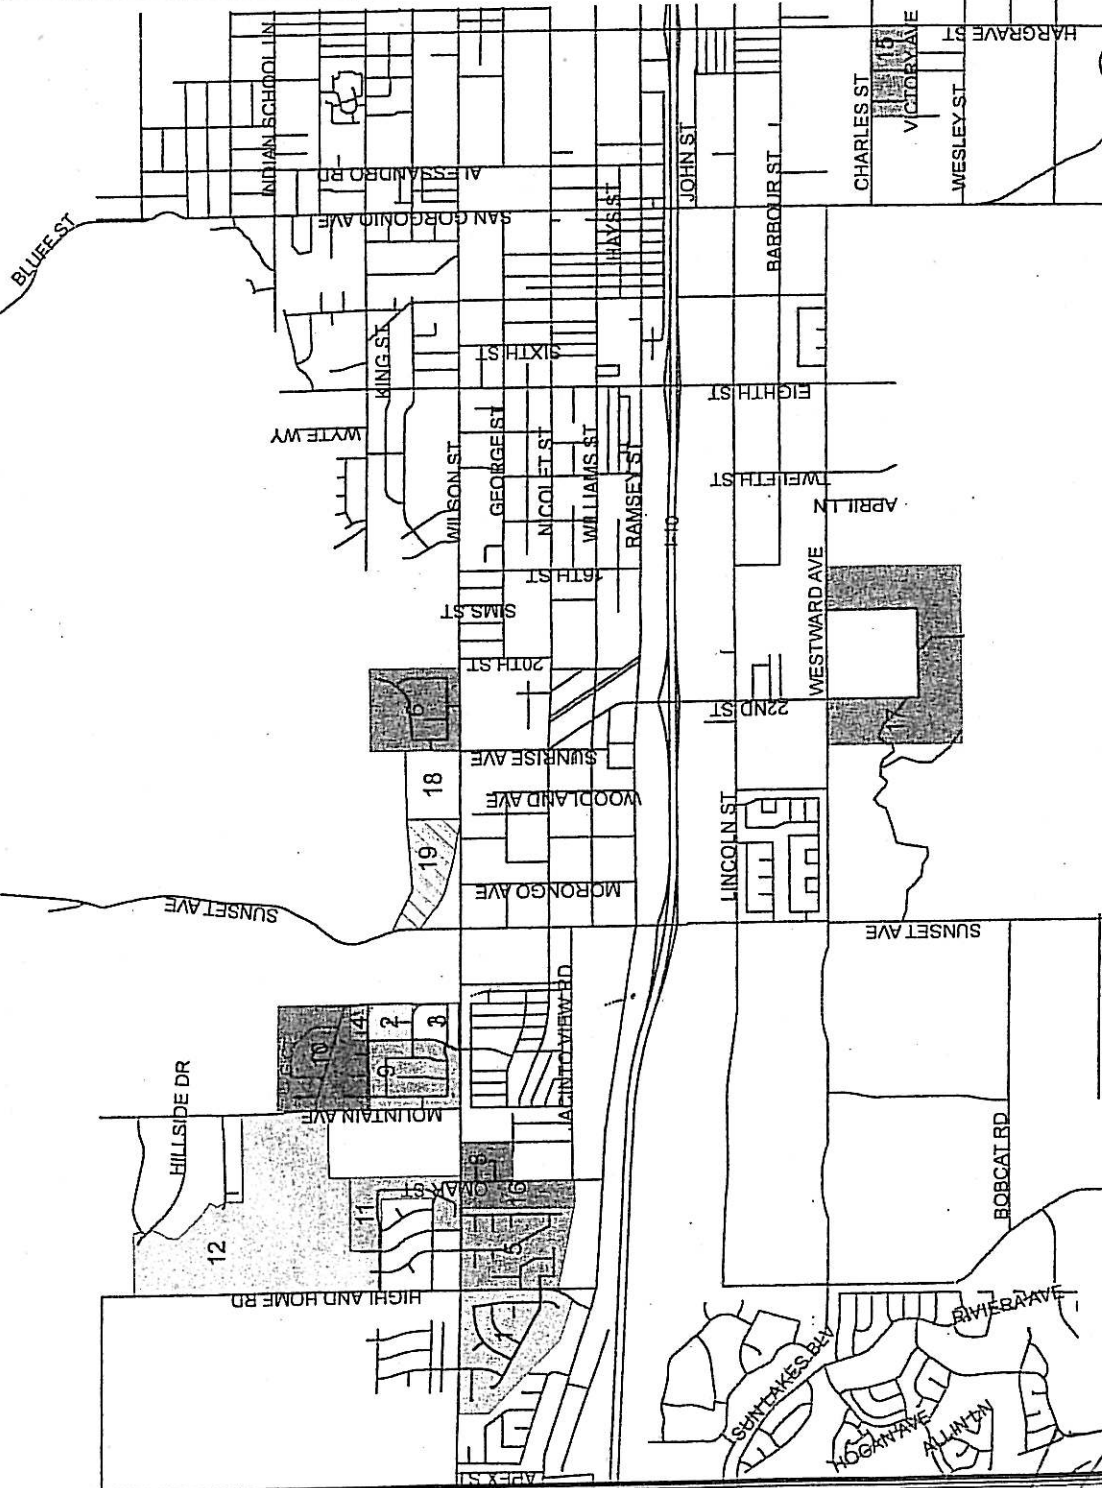 HARGRAVE ST
15
VICTORY AVE
CHARLES ST
WESLEY ST
INDIAN SCHOOL LN
ALESSANDRO RD
JOHN ST
SAN GORGONIO AVE
HAYS ST
BARBOUR ST
BLUFF ST
SIXTH ST
KING ST
EIGHTH ST
WYTE WY
WILSON ST
GEORGE ST
NICOLET ST
WILLIAMS ST
RAMSEY ST
TWELFTH ST
APRIL LN
I-10
16TH ST
SIMS ST
WESTWARD AVE
20TH ST
6
22ND ST
17
SUNRISE AVE
18
WOODLAND AVE
LINCOLN ST
19
MORONGO AVE
SUNSET AVE
SUNSET AVE
JACINTO VIEW RD
14
2
3
10
9
MOUNTAIN AVE
HILLSIDE DR
BOBCAT RD
8
OMAR ST
16
11
12
5
HIGHLAND HOME RD
RIVIERA AVE
1
SUN LAKES BLV
HOGAN AVE
ALLIN LN
APEX ST